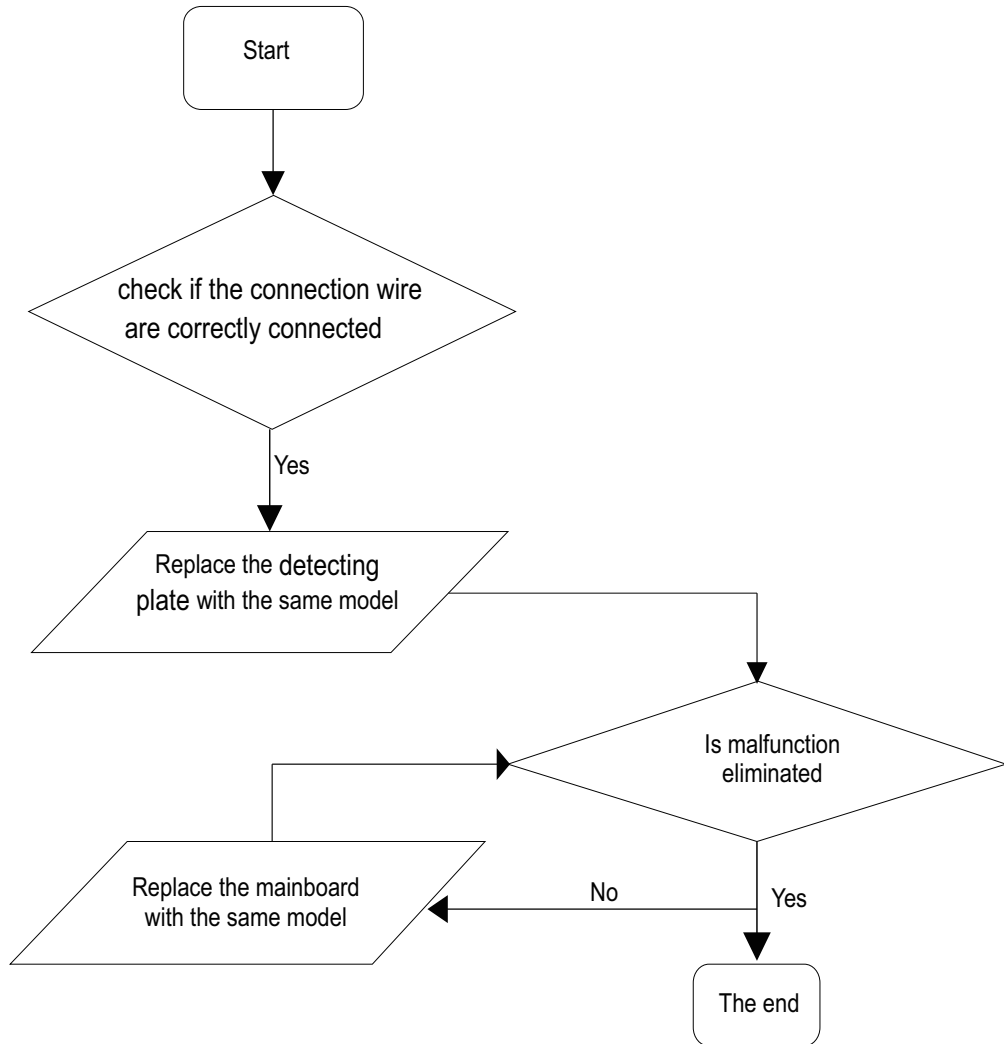 Start
check if the connection wire
are correctly connected
Yes
Replace the detecting
plate with the same model
Is malfunction
eliminated
Replace the mainboard
with the same model
No
Yes
The end